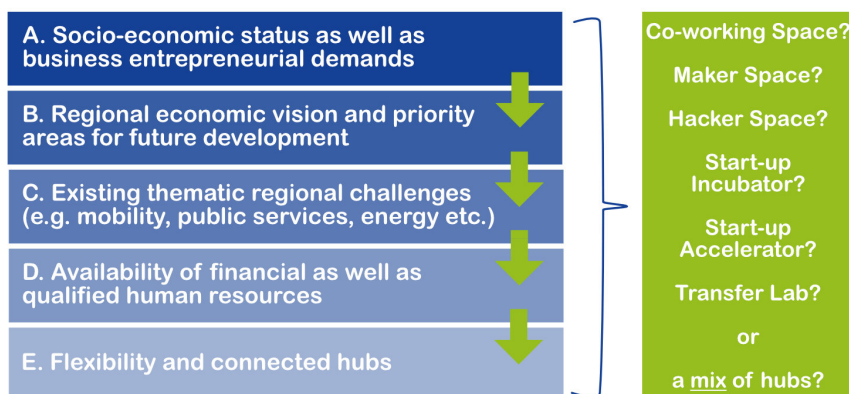 A. Socio-economic status as well as
business entrepreneurial demands
B. Regional economic vision and priority
areas for future development
C. Existing thematic regional challenges
(e.g. mobility, public services, energy etc.)
D. Availability of financial as well as
qualified human resources
E. Flexibility and connected hubs
Co-working Space?
Maker Space?
Hacker Space?
Start-up
Incubator?
Start-up
Accelerator?
Transfer Lab?
or
a mix of hubs?